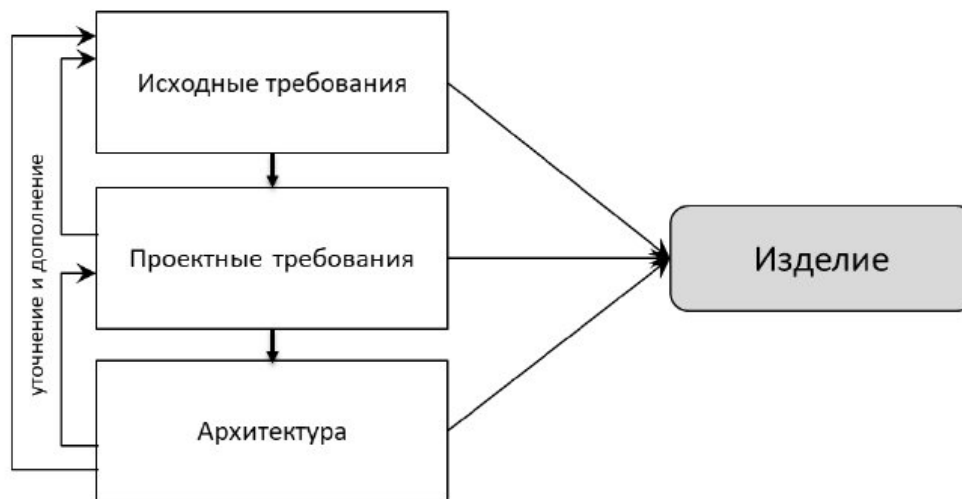 Исходные требования
уточнение и дополнение
Проектные требования
Изделие
Архитектура